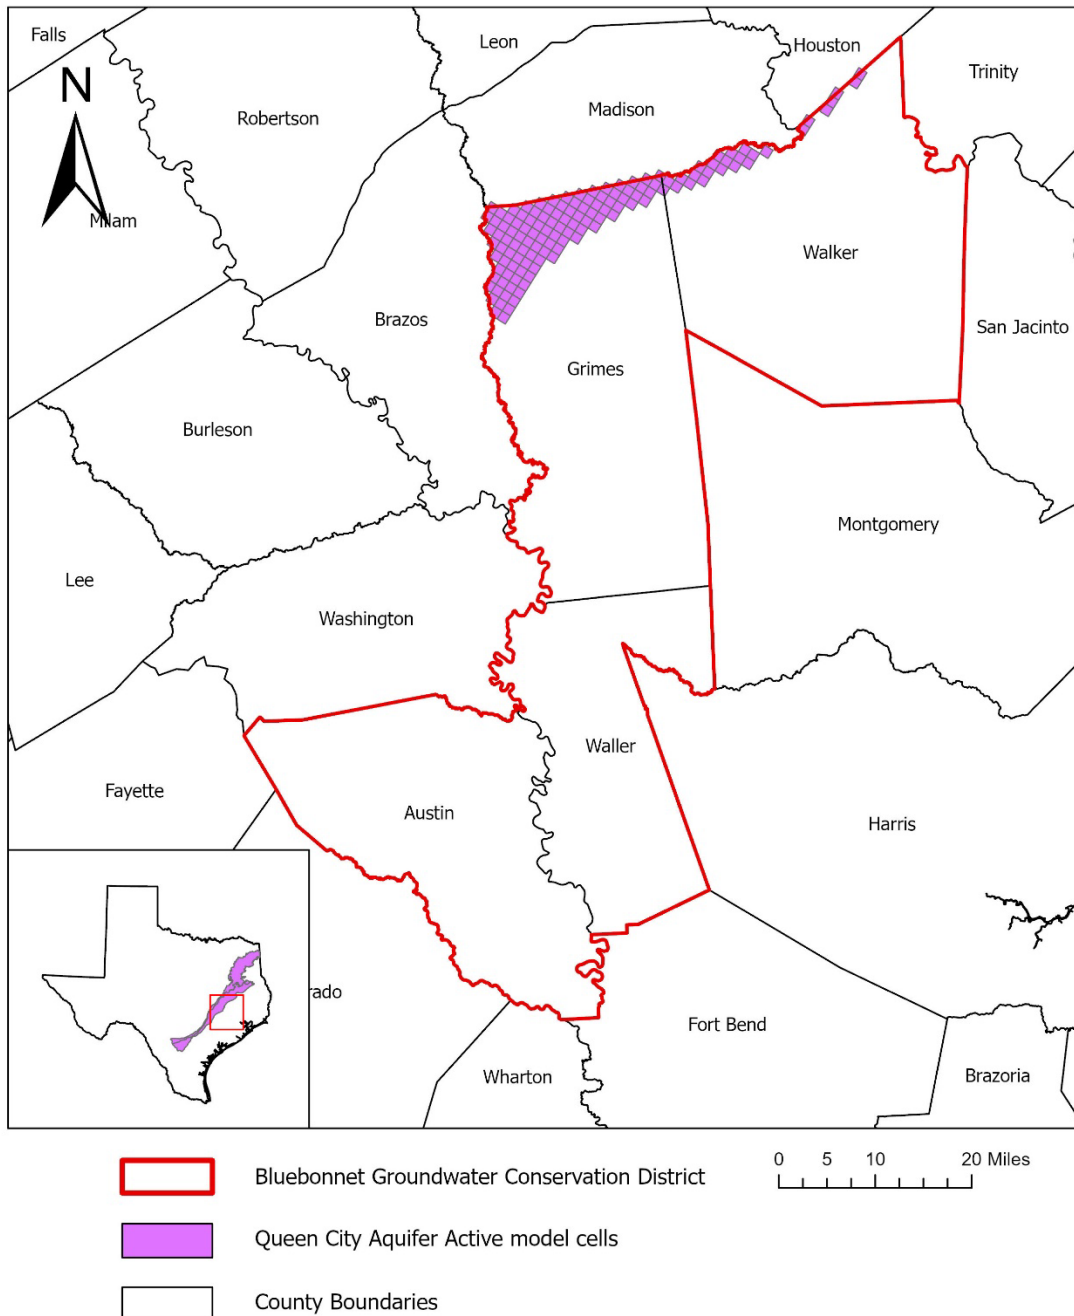 Falls
Leon
Houston
Trinity
N
Madison
Robertson
Milam
Walker
Brazos
San Jacinto
Grimes
Burleson
Montgomery
Lee
Washington
Waller
Fayette
Austin
Harris
rado
Fort Bend
Wharton
Brazoria
0 5 10 20 Miles
Bluebonnet Groundwater Conservation District
Queen City Aquifer Active model cells
County Boundaries